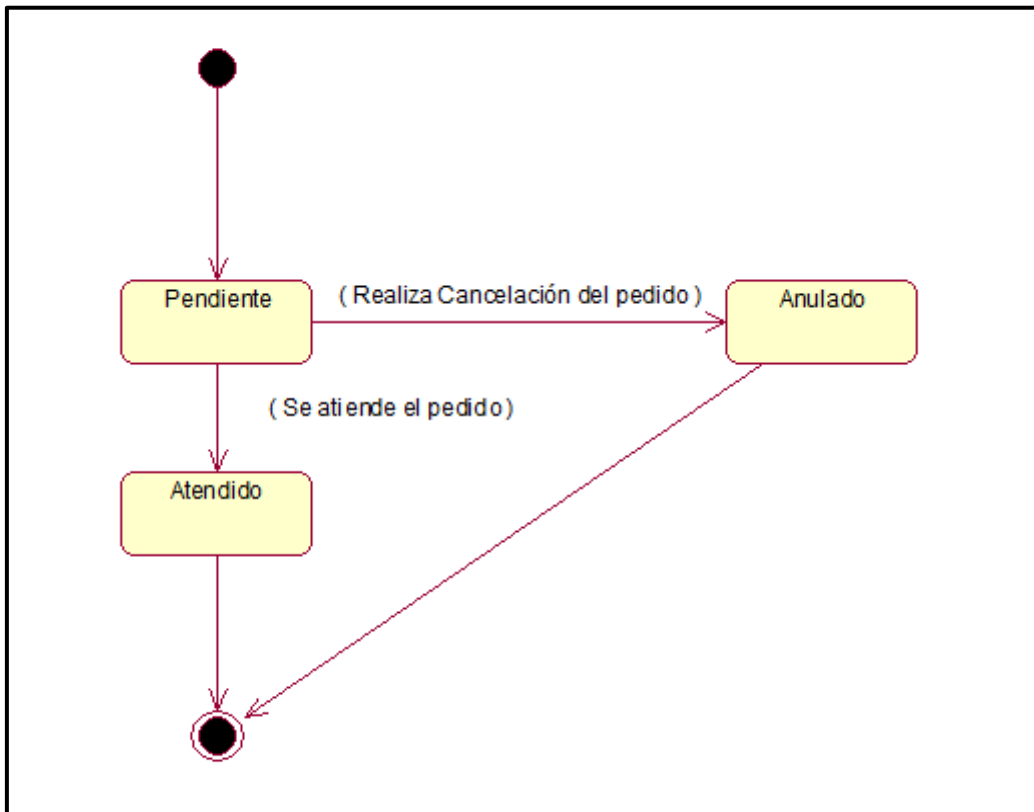 Pendiente
( Realiza Cancelación del pedido )
Anulado
( Se atiende el pedido )
Atendido